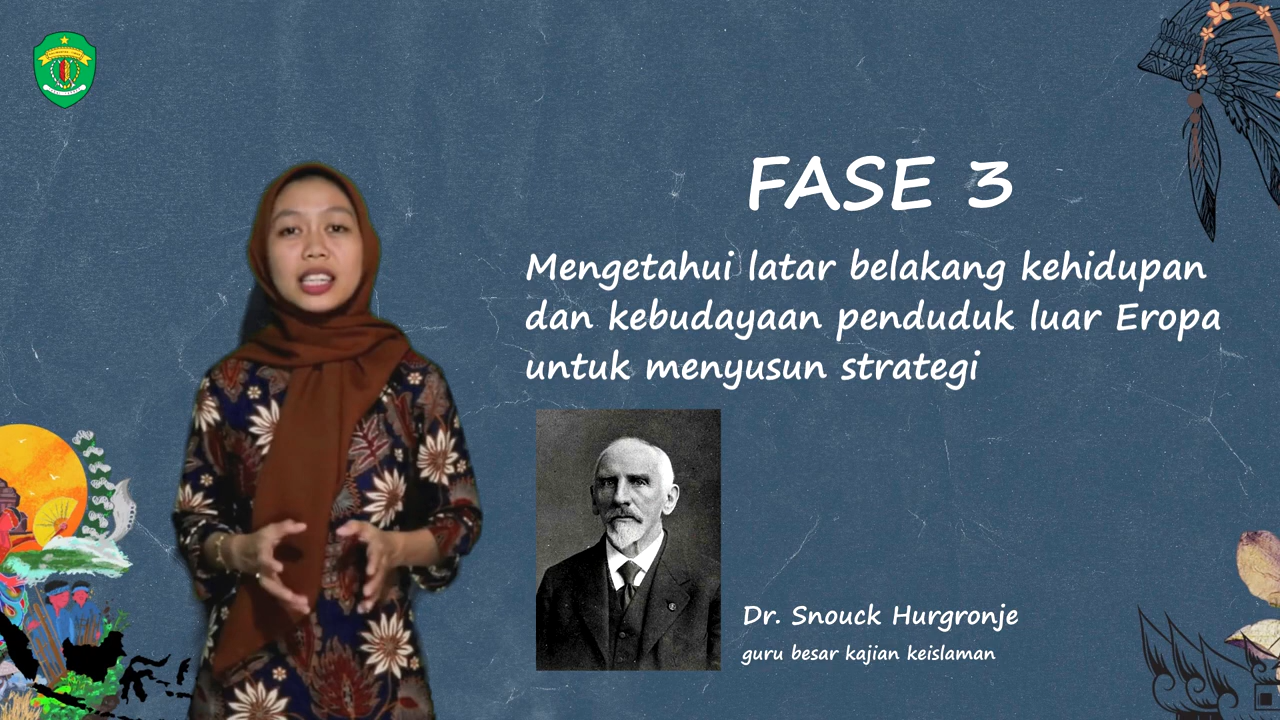 FASE 3
Mengetahui latar belakang kehidupan
dan kebudayaan penduduk luar Eropa
untuk menyusun strategi
Dr. Snouck Hurgronje
guru besar kajian keislaman